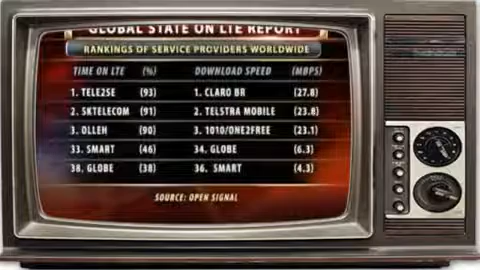 GLOBAL STATE ON LTE REPORT
RANKINGS OF SERVICE PROVIDERS WORLDWIDE
TIME ON LTE (%) DOWNLOAD SPEED (MBPS)
1. TELE2SE (93) 1. CLARO BR (27.8)
2. SKTELECOM (91) 2. TELSTRA MOBILE (23.8)
3. OLLEH (90) 3. 1010/ONE2FREE (23.1)
33. SMART (46) 34. GLOBE (6.3)
38. GLOBE (38) 36. SMART (4.3)
SOURCE: OPEN SIGNAL